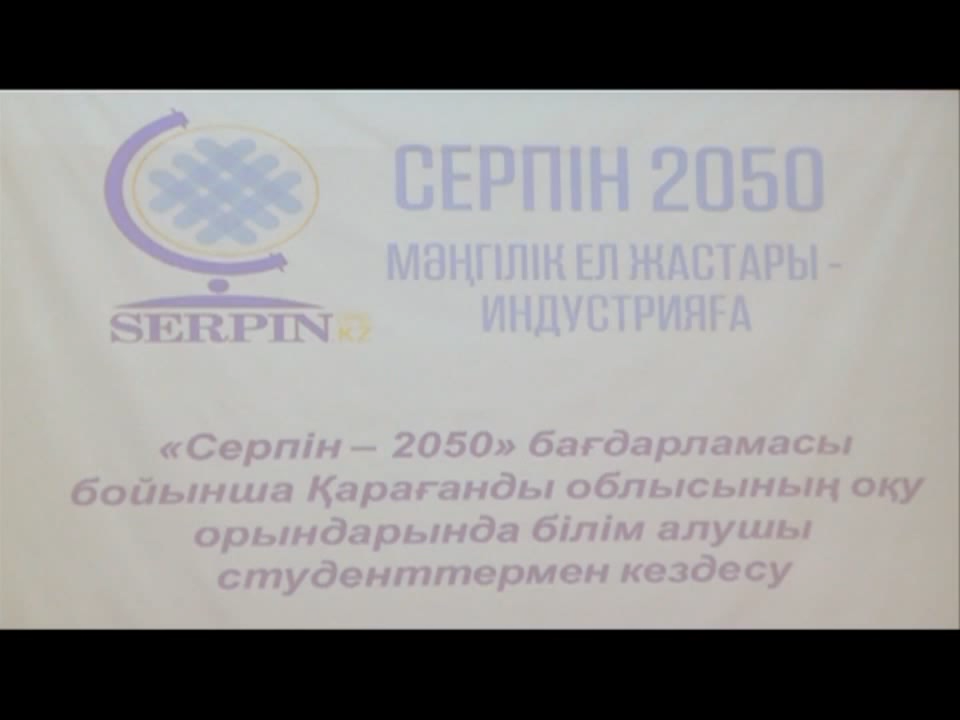 СЕРПІН 2050
МӘҢГІЛІК ЕЛ ЖАСТАРЫ -
ИНДУСТРИЯҒА
SERPIN
KZ
«Серпін – 2050» бағдарламасы
бойынша Қарағанды облысының оқу
орындарында білім алушы
студенттермен кездесу